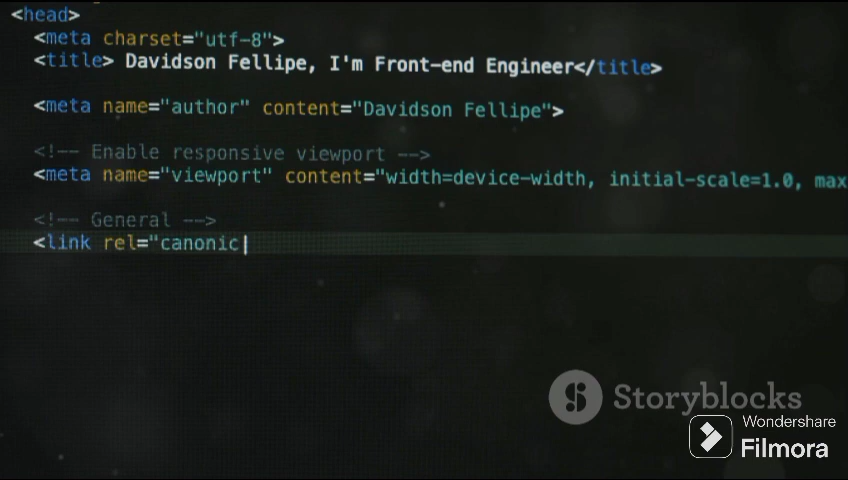 <head>
<meta charset="utf-8">
<title> Davidson Fellipe, I'm Front-end Engineer</title>
<meta name="author" content="Davidson Fellipe">
<!-- Enable responsive viewport -->
<meta name="viewport" content="width=device-width, initial-scale=1.0, max
<!-- General -->
<link rel="canonic
Storyblocks
Wondershare
Filmora